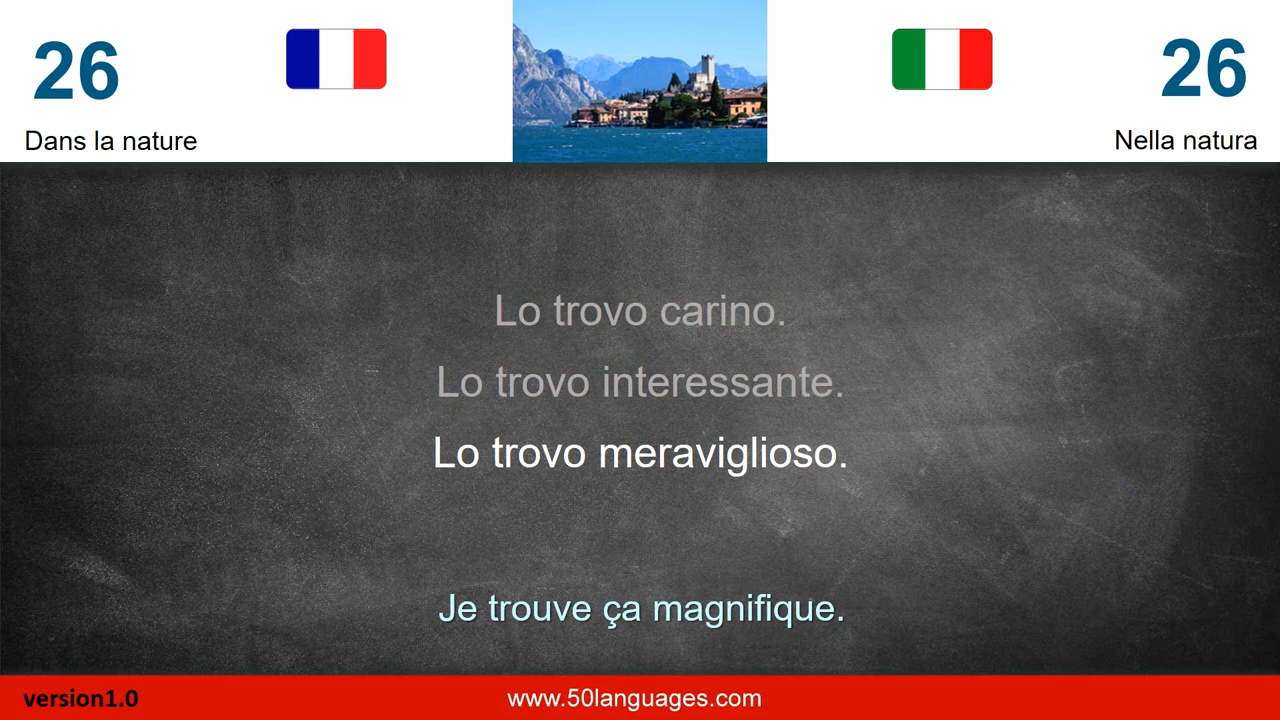 26
Dans la nature
26
Nella natura
Lo trovo carino.
Lo trovo interessante.
Lo trovo meraviglioso.
Je trouve ça magnifique.
version1.0
www.50languages.com